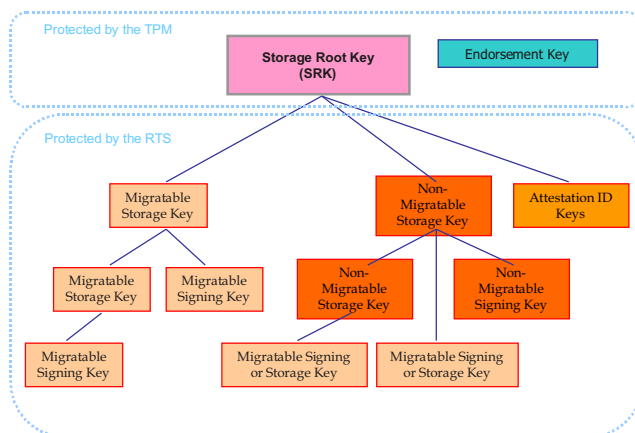 Protected by the TPM
Storage Root Key
(SRK)
Endorsement Key
Protected by the RTS
Migratable
Storage Key
Non-
Migratable
Storage Key
Attestation ID
Keys
Migratable
Storage Key
Migratable
Signing Key
Non-
Migratable
Storage Key
Non-
Migratable
Signing Key
Migratable
Signing Key
Migratable Signing
or Storage Key
Migratable Signing
or Storage Key